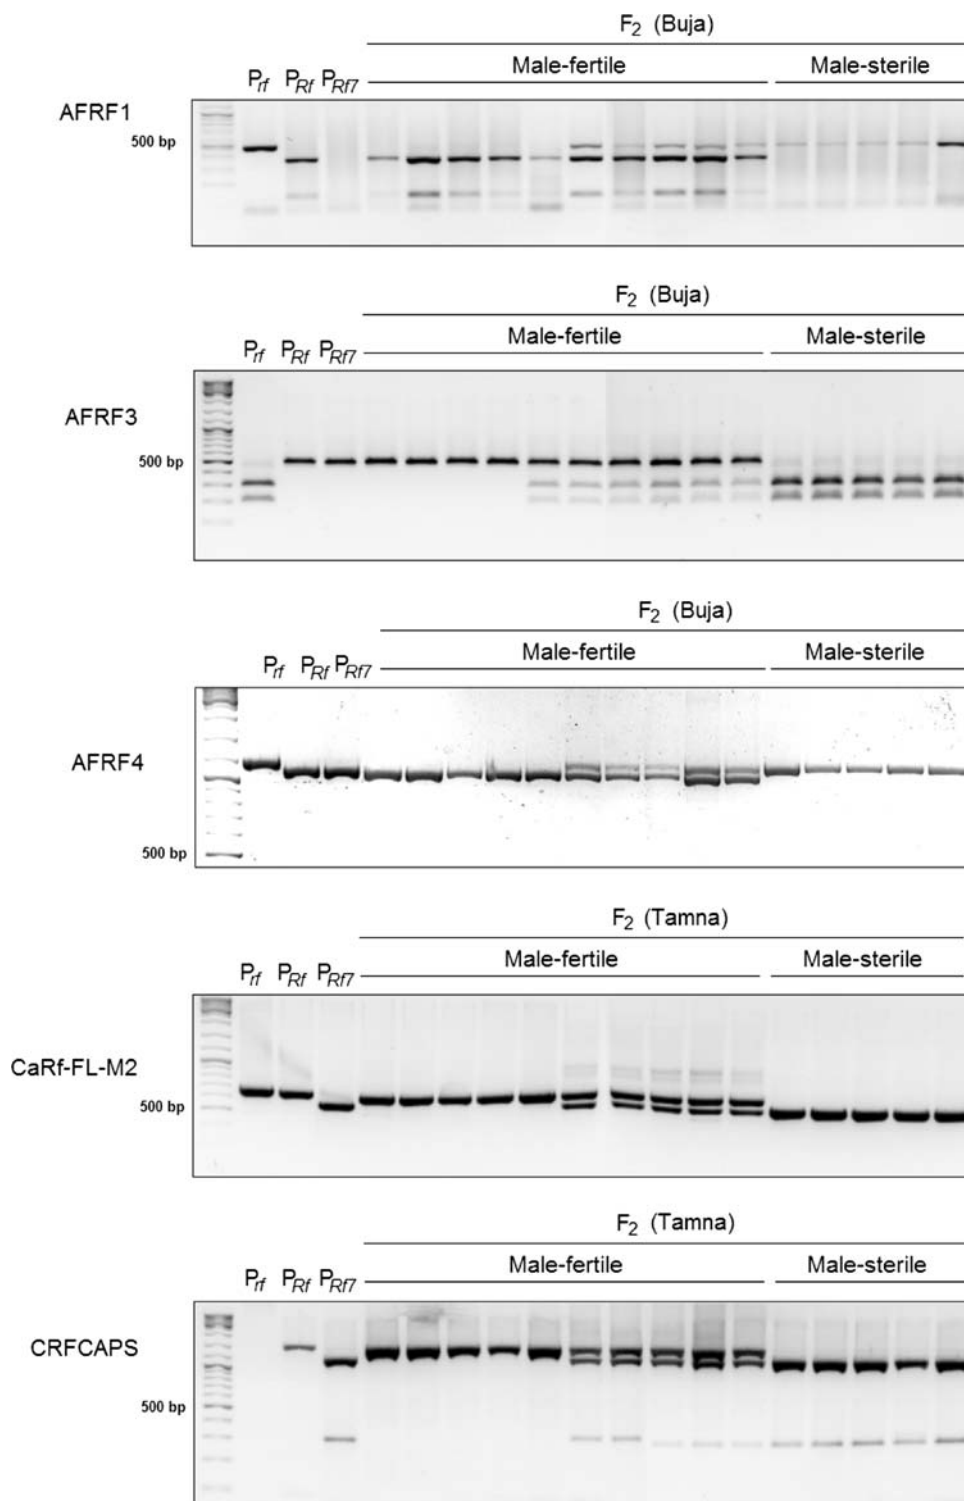 F2 (Buja)
Male-fertile Male-sterile
Prf PRf PRf7
AFRF1
500 bp
F2 (Buja)
Male-fertile Male-sterile
Prf PRf PRf7
AFRF3
500 bp
F2 (Buja)
Male-fertile Male-sterile
Prf PRf PRf7
AFRF4
500 bp
F2 (Tamna)
Male-fertile Male-sterile
Prf PRf PRf7
CaRf-FL-M2
500 bp
F2 (Tamna)
Male-fertile Male-sterile
Prf PRf PRf7
CRFCAPS
500 bp